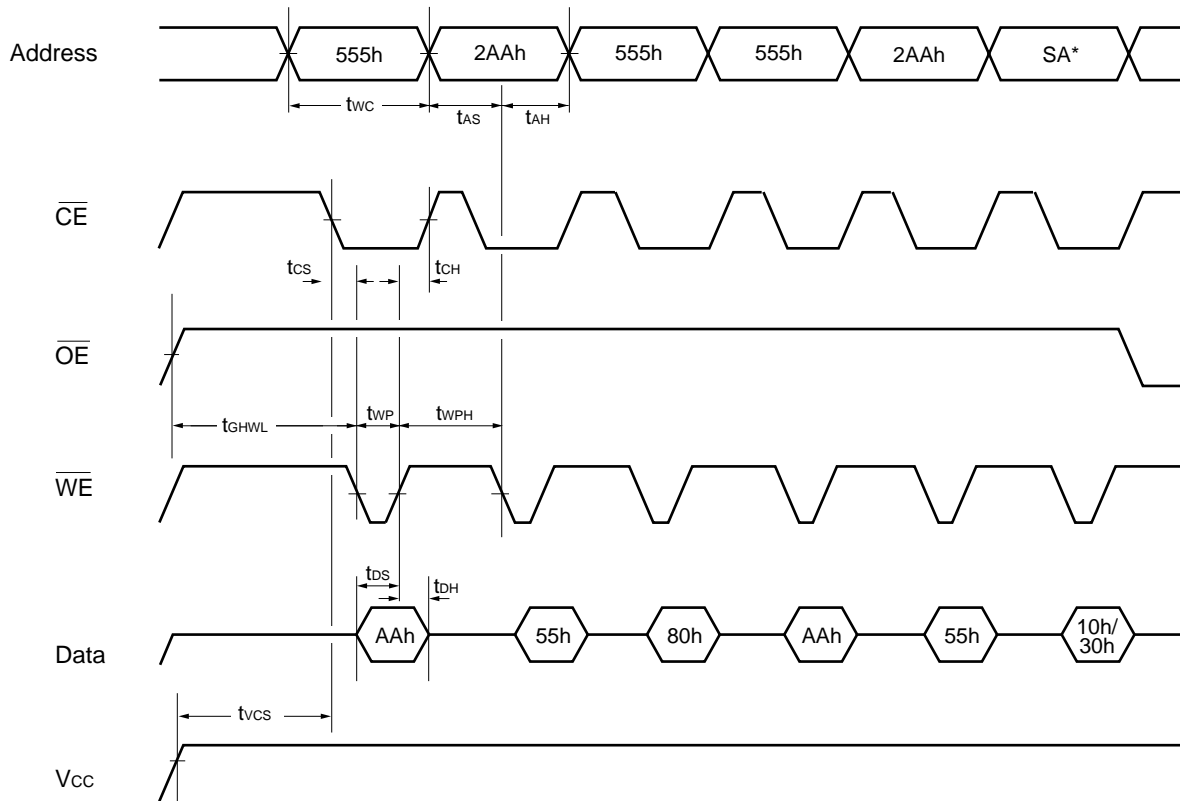 Address
555h 2AAh 555h 555h 2AAh SA*
tWC tAS tAH
CE
tCS tCH
OE
tGHWL tWP tWPH
WE
tDS tDH
Data
AAh 55h 80h AAh 55h 10h/
30h
tVCS
VCC